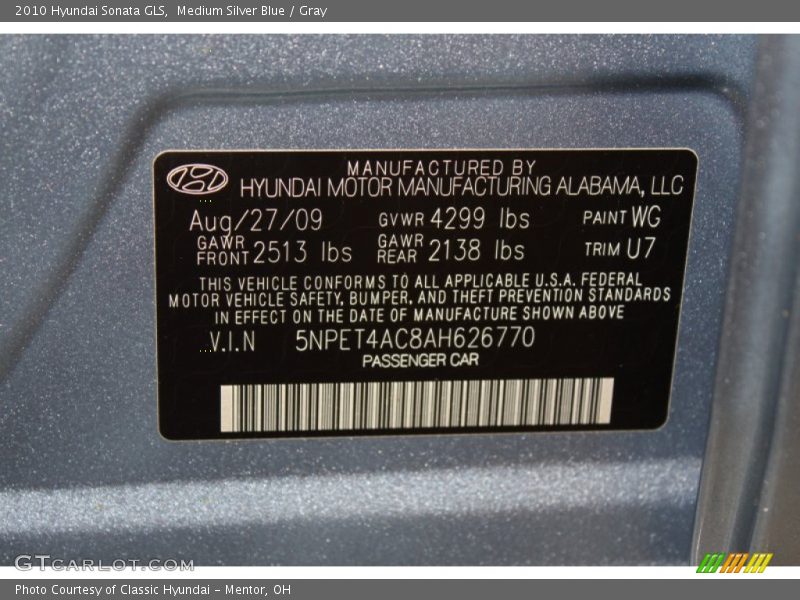 2010 Hyundai Sonata GLS, Medium Silver Blue / Gray
MANUFACTURED BY
HYUNDAI MOTOR MANUFACTURING ALABAMA, LLC
Aug/27/09 GVWR 4299 lbs PAINT WG
GAWR FRONT 2513 lbs GAWR REAR 2138 lbs TRIM U7
THIS VEHICLE CONFORMS TO ALL APPLICABLE U.S.A. FEDERAL
MOTOR VEHICLE SAFETY, BUMPER, AND THEFT PREVENTION STANDARDS
IN EFFECT ON THE DATE OF MANUFACTURE SHOWN ABOVE
V.I.N 5NPET4AC8AH626770
PASSENGER CAR
GTCARLOT.COM
Photo Courtesy of Classic Hyundai - Mentor, OH